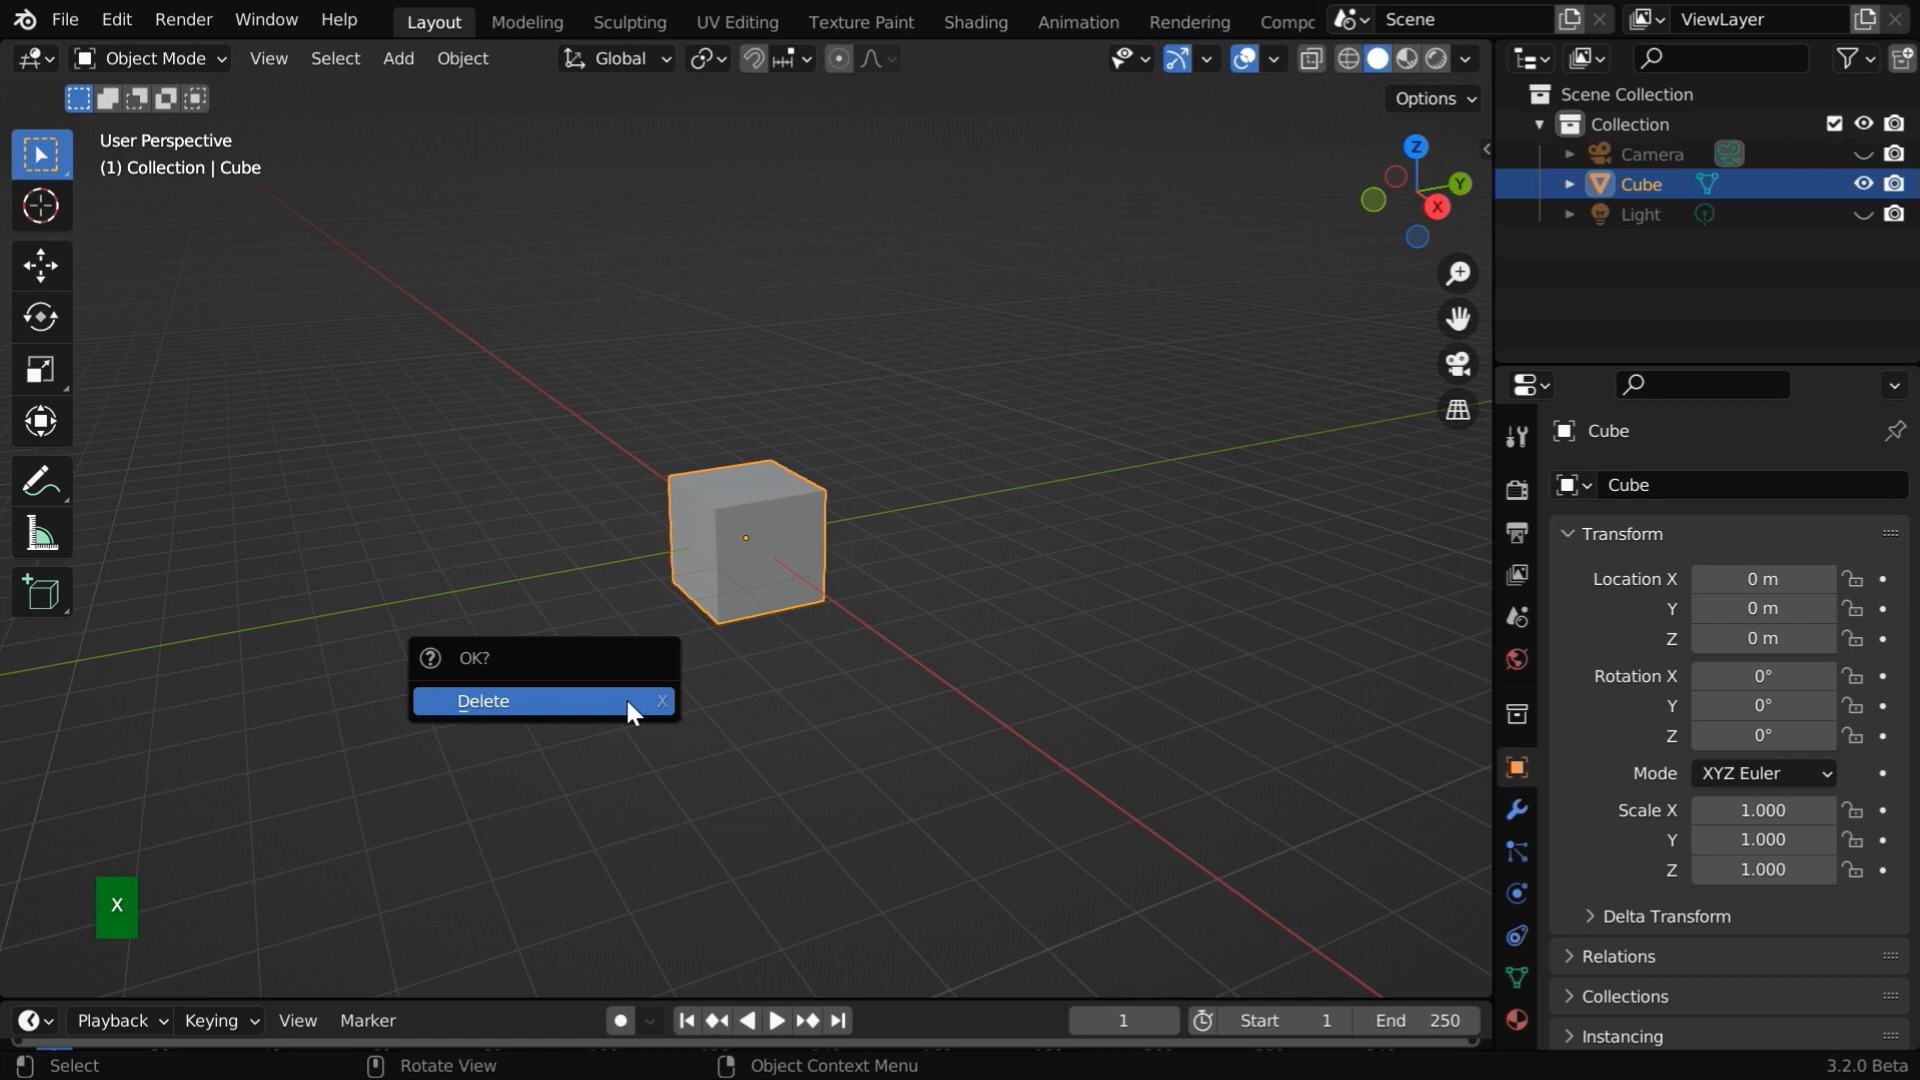 File Edit Render Window Help Layout Modeling Sculpting UV Editing Texture Paint Shading Animation Rendering Compc Scene ViewLayer
Object Mode View Select Add Object Global
Options
User Perspective
(1) Collection | Cube
Z
Y
X
Scene Collection
Collection
Camera
Cube
Light
Cube
Cube
Transform
Location X 0 m
Y 0 m
Z 0 m
Rotation X 0°
Y 0°
Z 0°
Mode XYZ Euler
Scale X 1.000
Y 1.000
Z 1.000
Delta Transform
Relations
Collections
Instancing
OK?
Delete X
X
Playback Keying View Marker 1 Start 1 End 250
Select Rotate View Object Context Menu 3.2.0 Beta